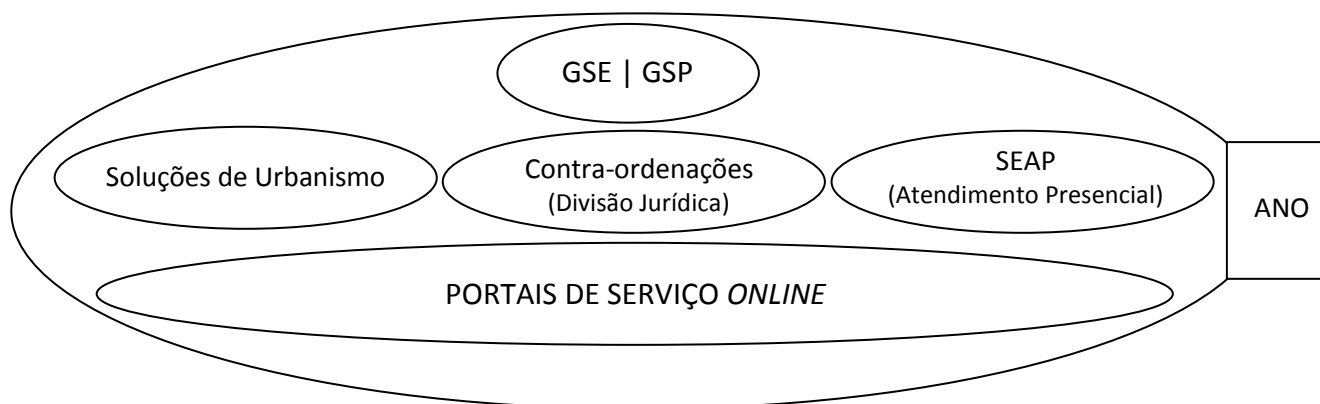 GSE | GSP
Soluções de Urbanismo
Contra-ordenações
(Divisão Jurídica)
SEAP
(Atendimento Presencial)
ANO
PORTAIS DE SERVIÇO ONLINE